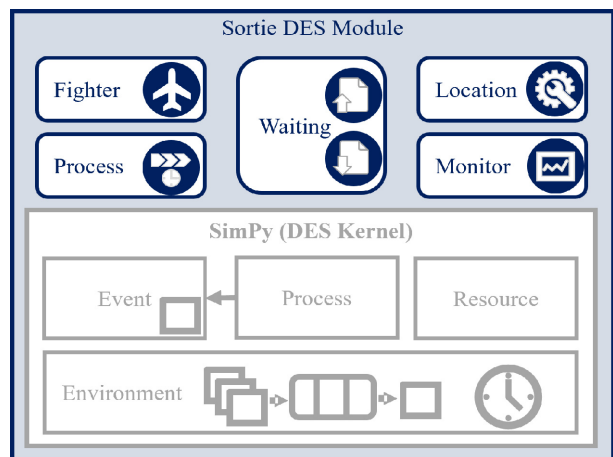 Sortie DES Module
Fighter
Waiting
Location
Process
Monitor
SimPy (DES Kernel)
Event
Process
Resource
Environment